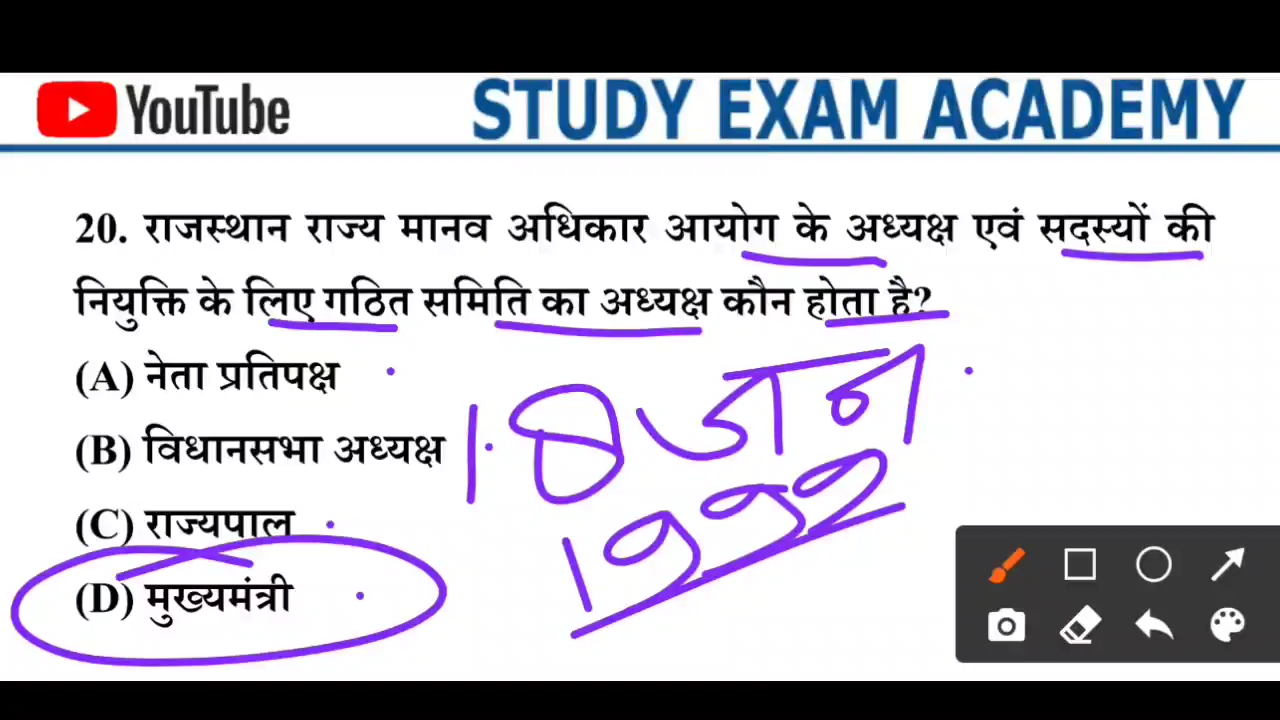 YouTube STUDY EXAM ACADEMY
20. राजस्थान राज्य मानव अधिकार आयोग के अध्यक्ष एवं सदस्यों की
नियुक्ति के लिए गठित समिति का अध्यक्ष कौन होता है?
(A) नेता प्रतिपक्ष
(B) विधानसभा अध्यक्ष
18 जन
(C) राज्यपाल
1992
(D) मुख्यमंत्री